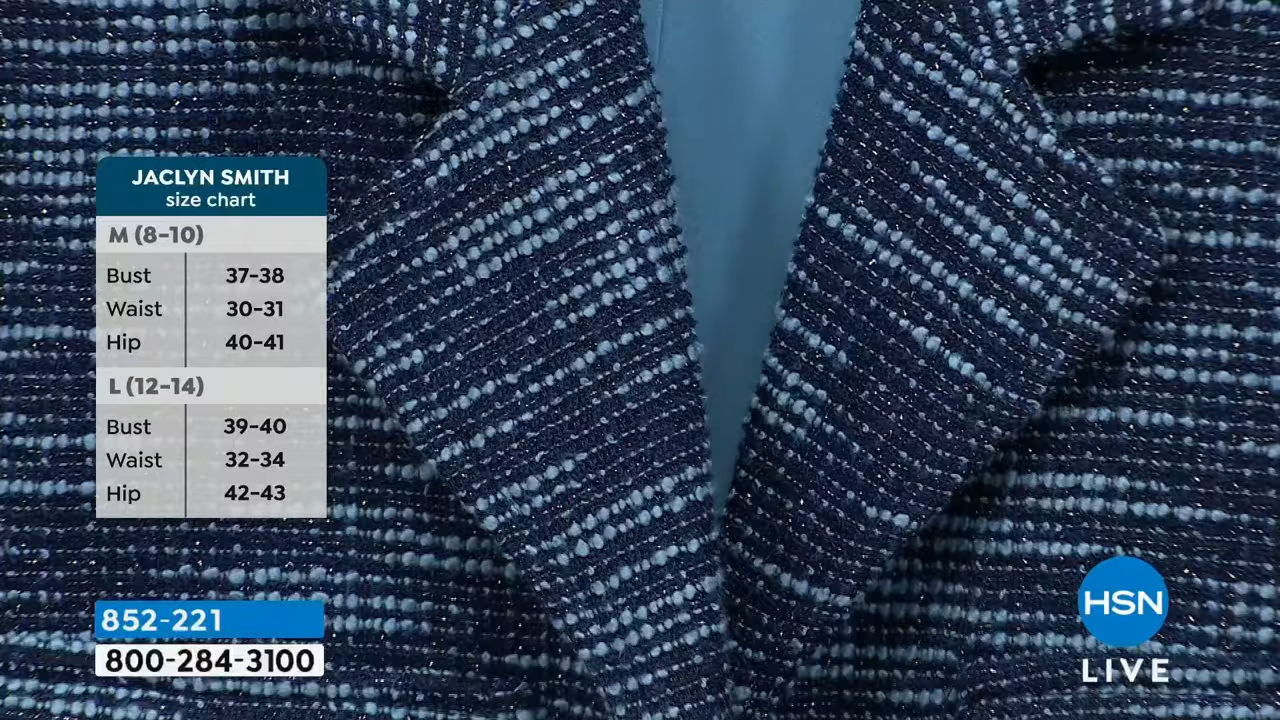 JACLYN SMITH
size chart
M (8-10)
Bust 37-38
Waist 30-31
Hip 40-41
L (12-14)
Bust 39-40
Waist 32-34
Hip 42-43
852-221
800-284-3100
HSN
LIVE